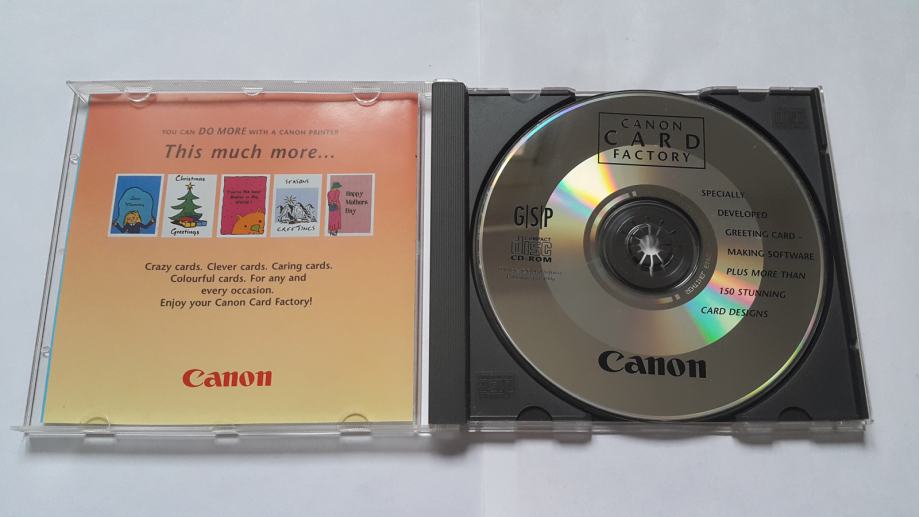 YOU CAN DO MORE WITH A CANON PRINTER
This much more...
Christmas
Greetings
SEASONS
GREETINGS
Happy
Mothers
Day
Crazy cards. Clever cards. Caring cards.
Colourful cards. For any and
every occasion.
Enjoy your Canon Card Factory!
Canon
CANON
CARD
FACTORY
GSP
COMPACT
disc
CD-ROM
SPECIALLY
DEVELOPED
GREETING CARD –
MAKING SOFTWARE
PLUS MORE THAN
150 STUNNING
CARD DESIGNS
Canon